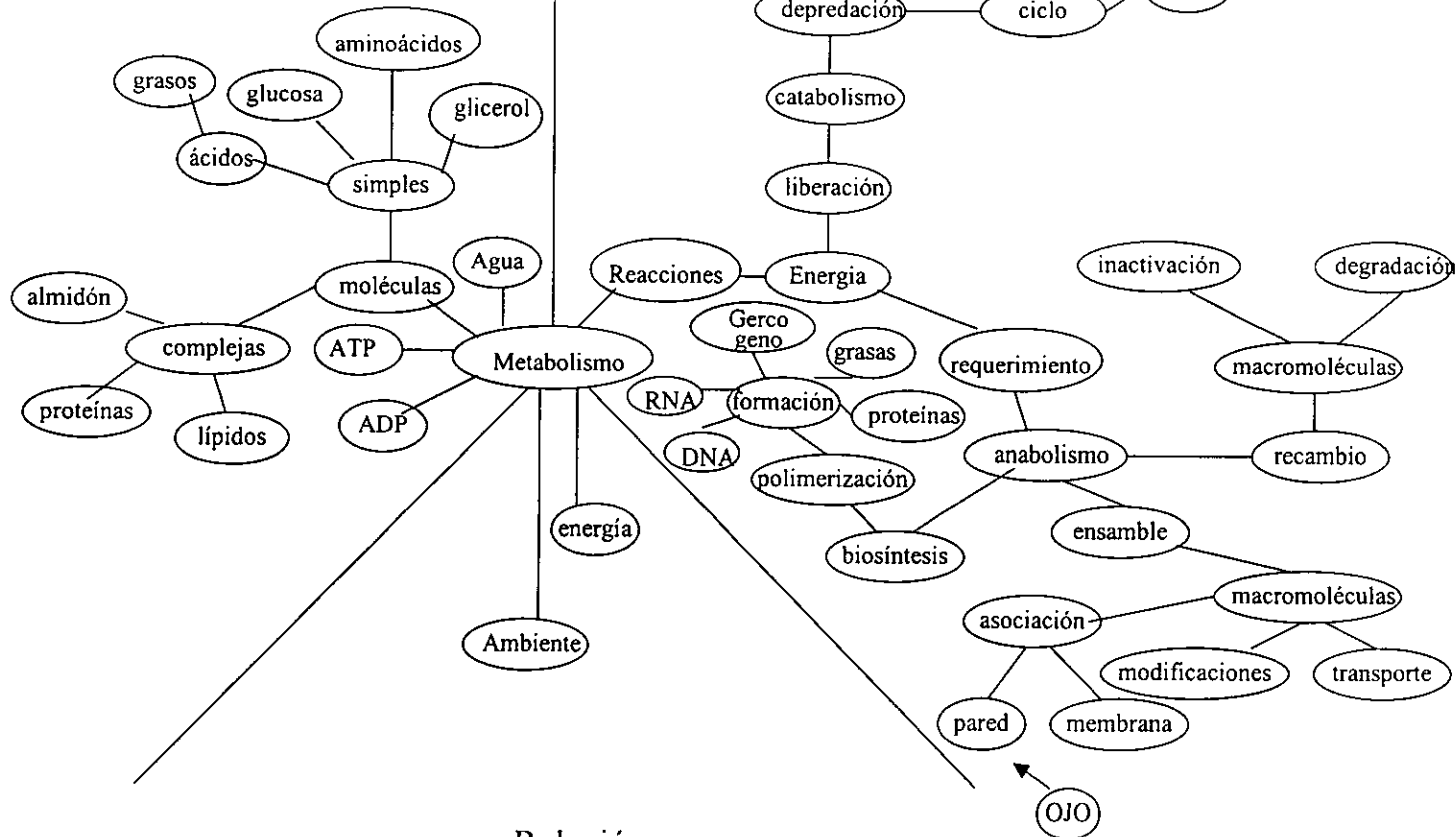 depredación
ciclo
aminoácidos
grasos
glucosa
glicerol
catabolismo
ácidos
simples
liberación
Agua
moléculas
Reacciones
Energia
inactivación
degradación
almidón
Gerco
geno
complejas
ATP
Metabolismo
grasas
requerimiento
macromoléculas
proteínas
RNA
formación
proteínas
ADP
lípidos
DNA
polimerización
anabolismo
recambio
energía
biosíntesis
ensamble
macromoléculas
asociación
Ambiente
modificaciones
transporte
pared
membrana
OJO